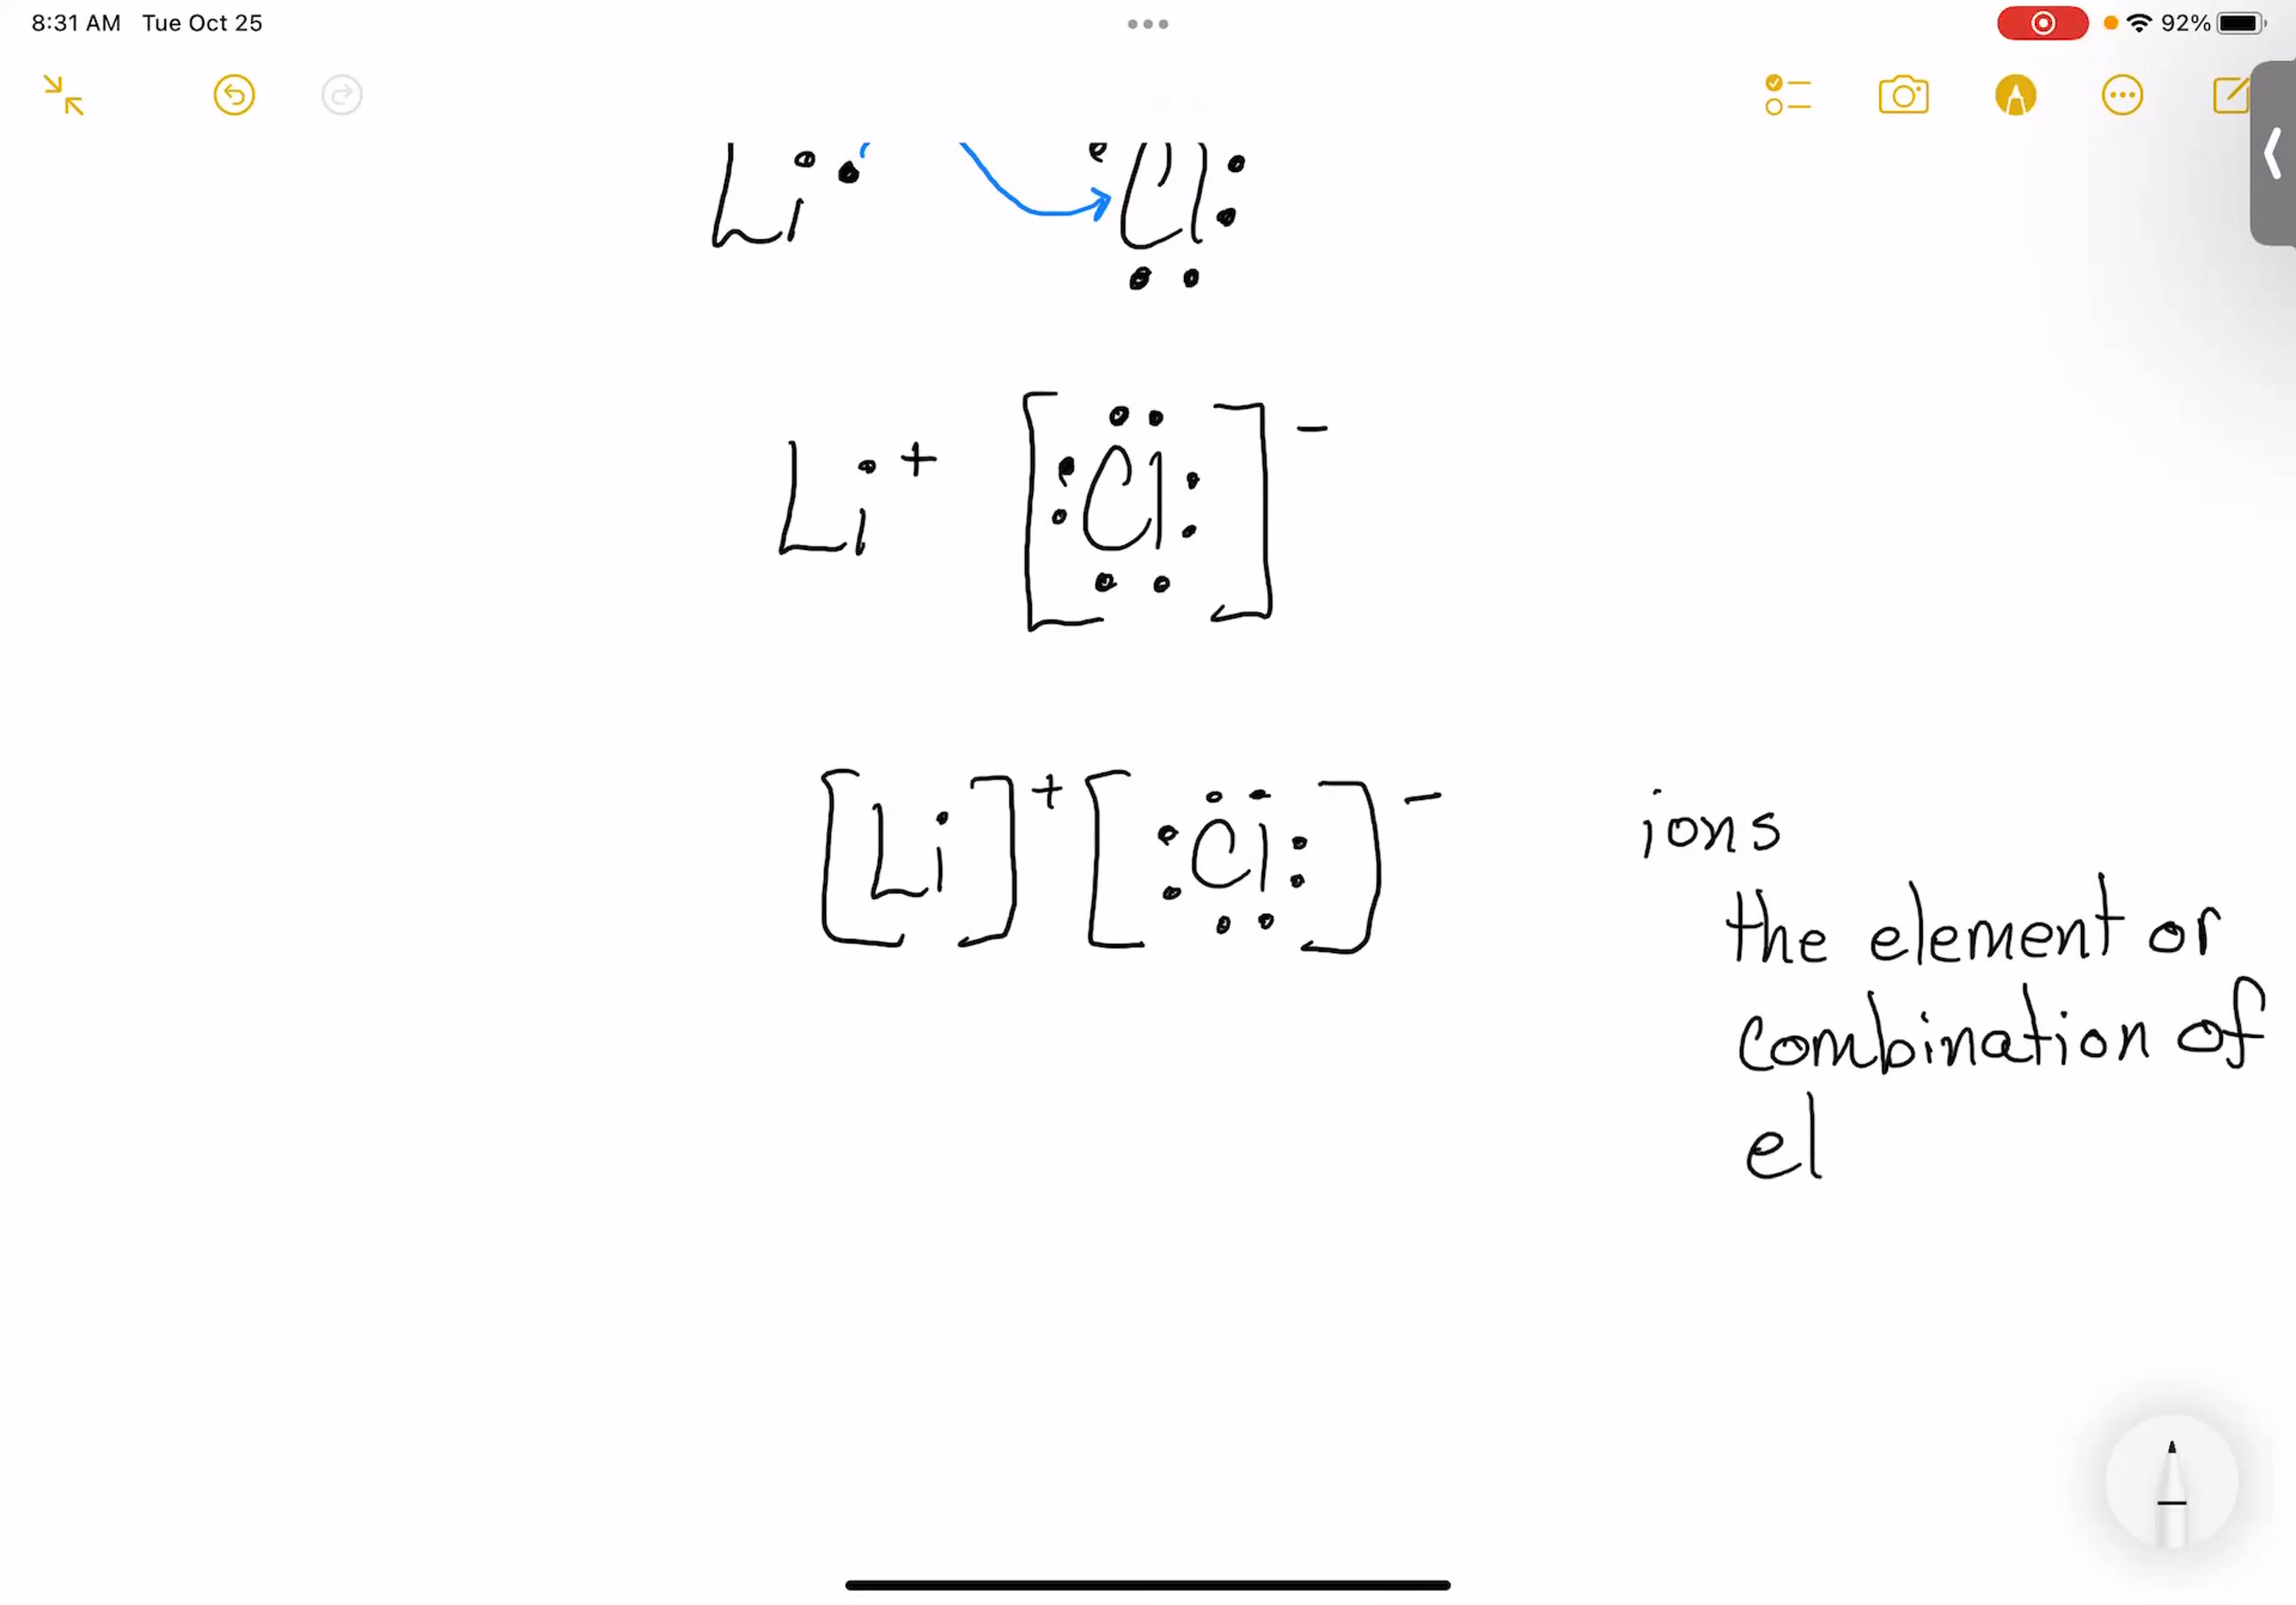 8:31 AM Tue Oct 25
92%
Li Cl
Li + [Cl] -
[Li] + [Cl] -
ions
the element or
combination of
el